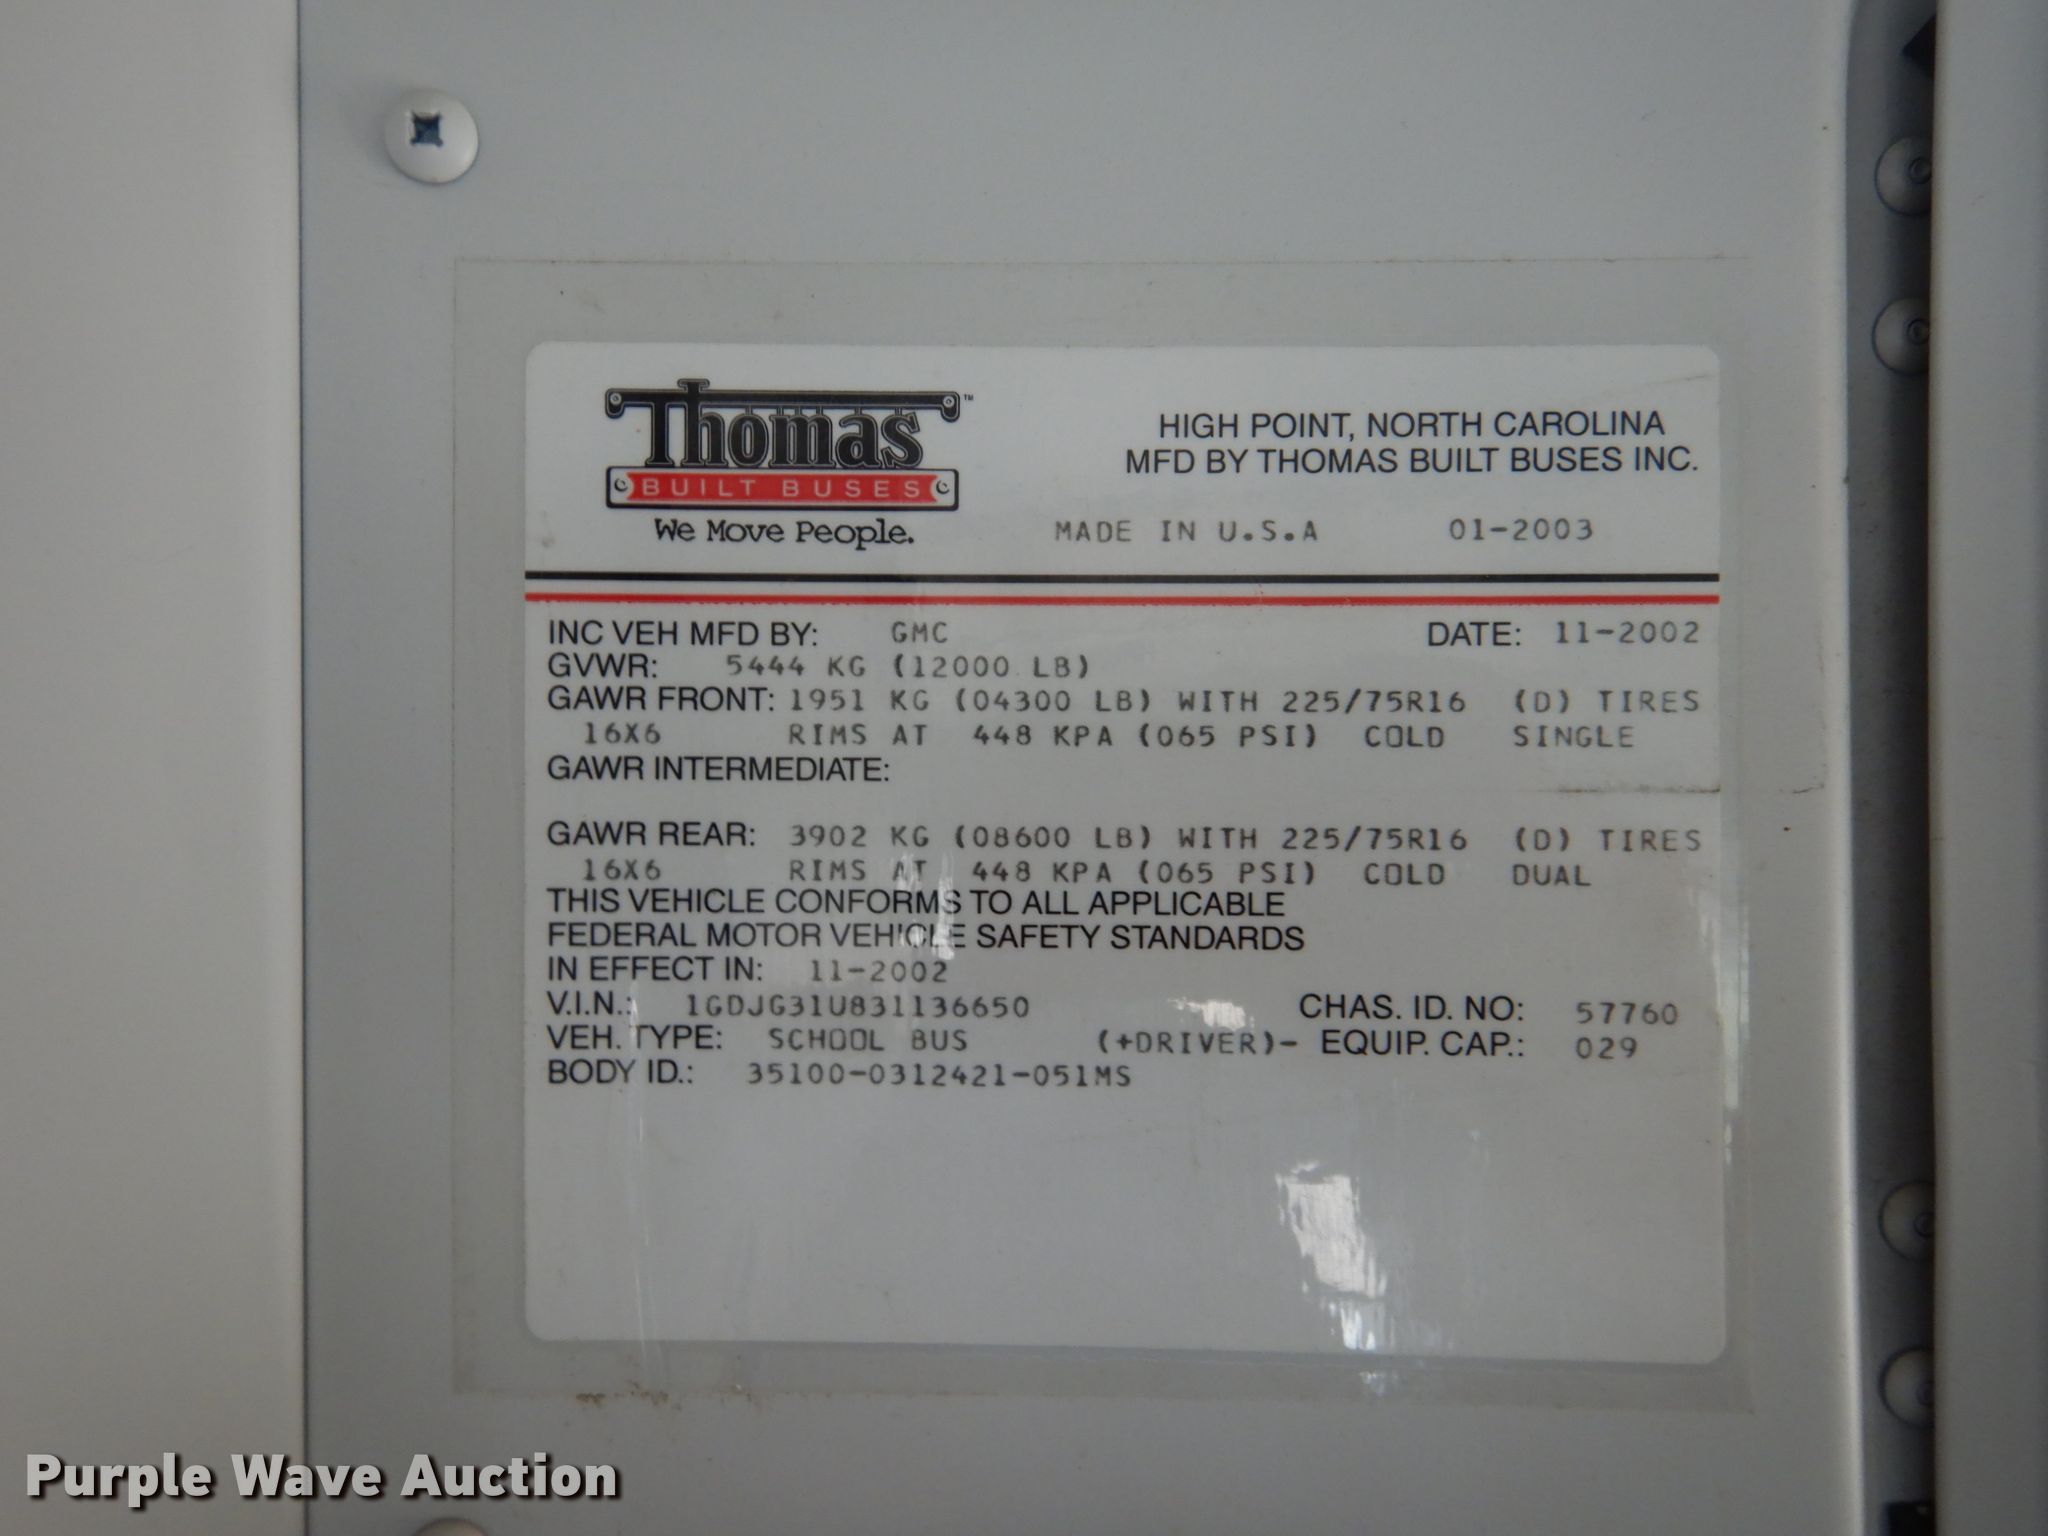 Thomas ™
BUILT BUSES
We Move People.
HIGH POINT, NORTH CAROLINA
MFD BY THOMAS BUILT BUSES INC.
MADE IN U.S.A 01-2003
INC VEH MFD BY: GMC DATE: 11-2002
GVWR: 5444 KG (12000 LB)
GAWR FRONT: 1951 KG (04300 LB) WITH 225/75R16 (D) TIRES
16X6 RIMS AT 448 KPA (065 PSI) COLD SINGLE
GAWR INTERMEDIATE:
GAWR REAR: 3902 KG (08600 LB) WITH 225/75R16 (D) TIRES
16X6 RIMS AT 448 KPA (065 PSI) COLD DUAL
THIS VEHICLE CONFORMS TO ALL APPLICABLE
FEDERAL MOTOR VEHICLE SAFETY STANDARDS
IN EFFECT IN: 11-2002
V.I.N.: 1GDJG31U831136650 CHAS. ID. NO: 57760
VEH. TYPE: SCHOOL BUS (+DRIVER)- EQUIP. CAP.: 029
BODY ID.: 35100-0312421-051MS
Purple Wave Auction